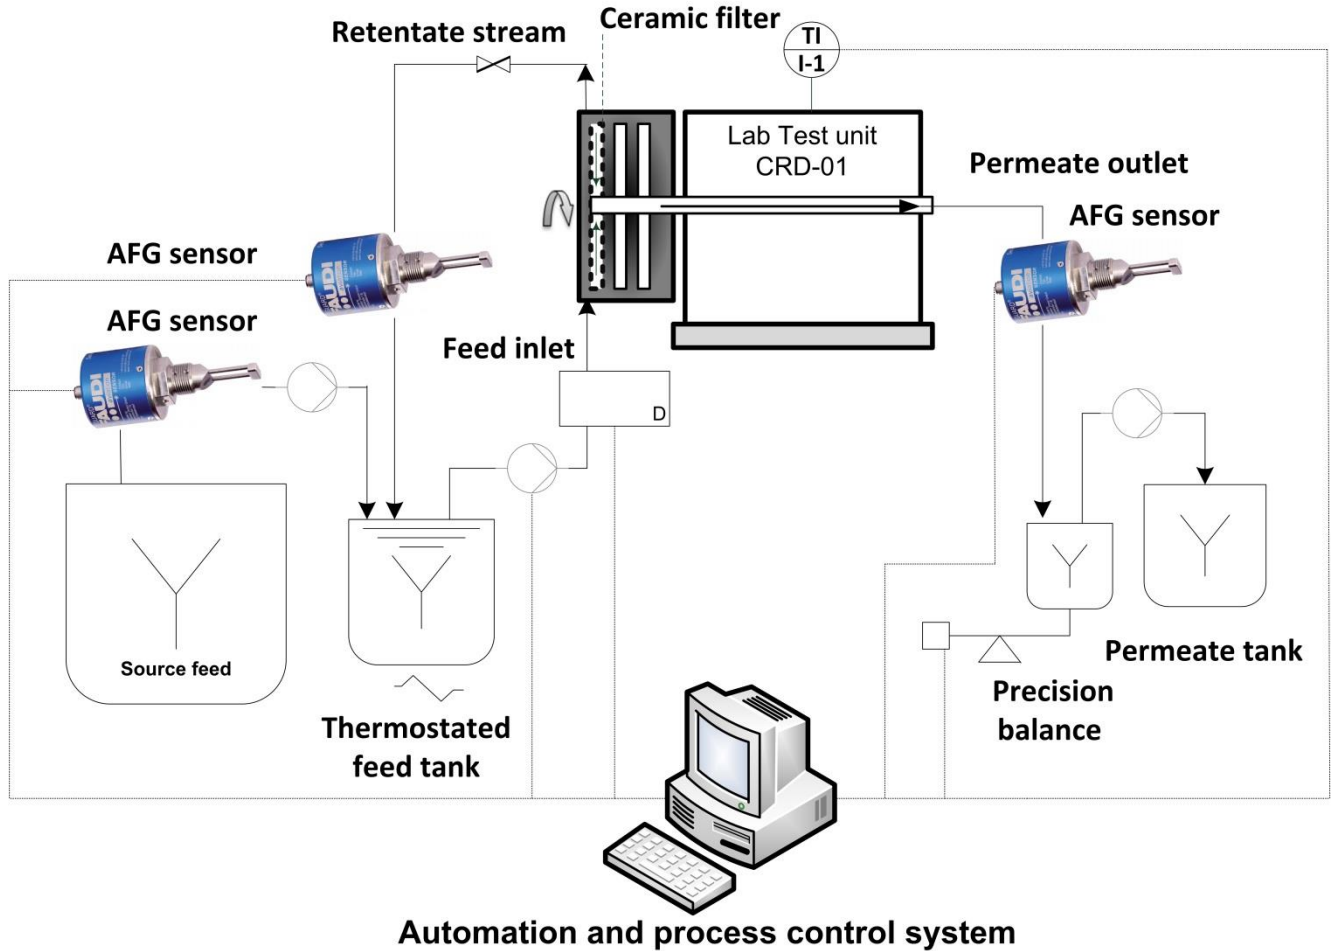 Ceramic filter
Retentate stream
TI
I-1
Lab Test unit
CRD-01
Permeate outlet
AFG sensor
AFG sensor
AFG sensor
Feed inlet
D
Source feed
Thermostated
feed tank
Permeate tank
Precision
balance
Automation and process control system